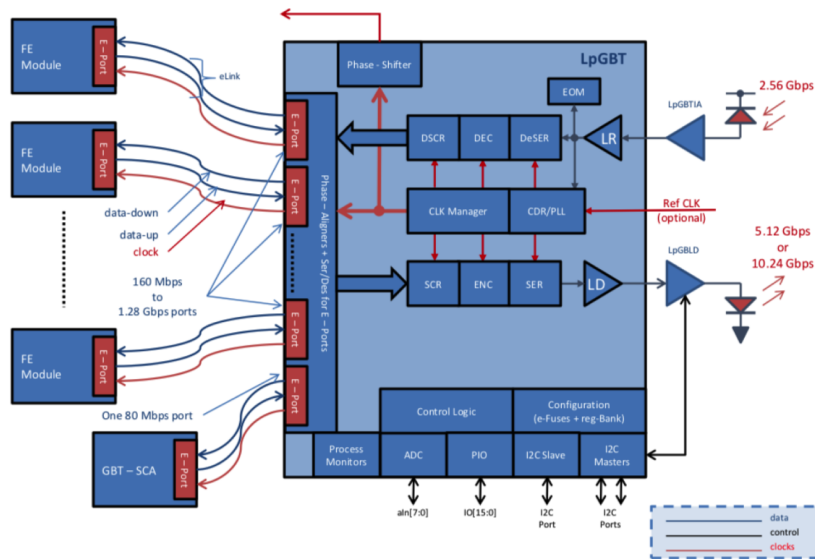 FE
Module
E – Port
eLink
FE
Module
E – Port
data-down
data-up
clock
160 Mbps
to
1.28 Gbps ports
FE
Module
E – Port
One 80 Mbps port
GBT – SCA
E – Port
E – Port
E – Port
E – Port
E – Port
Phase – Aligners + Ser/Des for E – Ports
Phase - Shifter
LpGBT
EOM
DSCR
DEC
DeSER
LR
LpGBTIA
2.56 Gbps
CLK Manager
CDR/PLL
Ref CLK
(optional)
SCR
ENC
SER
LD
LpGBLD
5.12 Gbps
or
10.24 Gbps
Control Logic
Configuration
(e-Fuses + reg-Bank)
Process
Monitors
ADC
PIO
I2C Slave
I2C
Masters
aIn[7:0]
IO[15:0]
I2C
Port
I2C
Ports
data
control
clocks